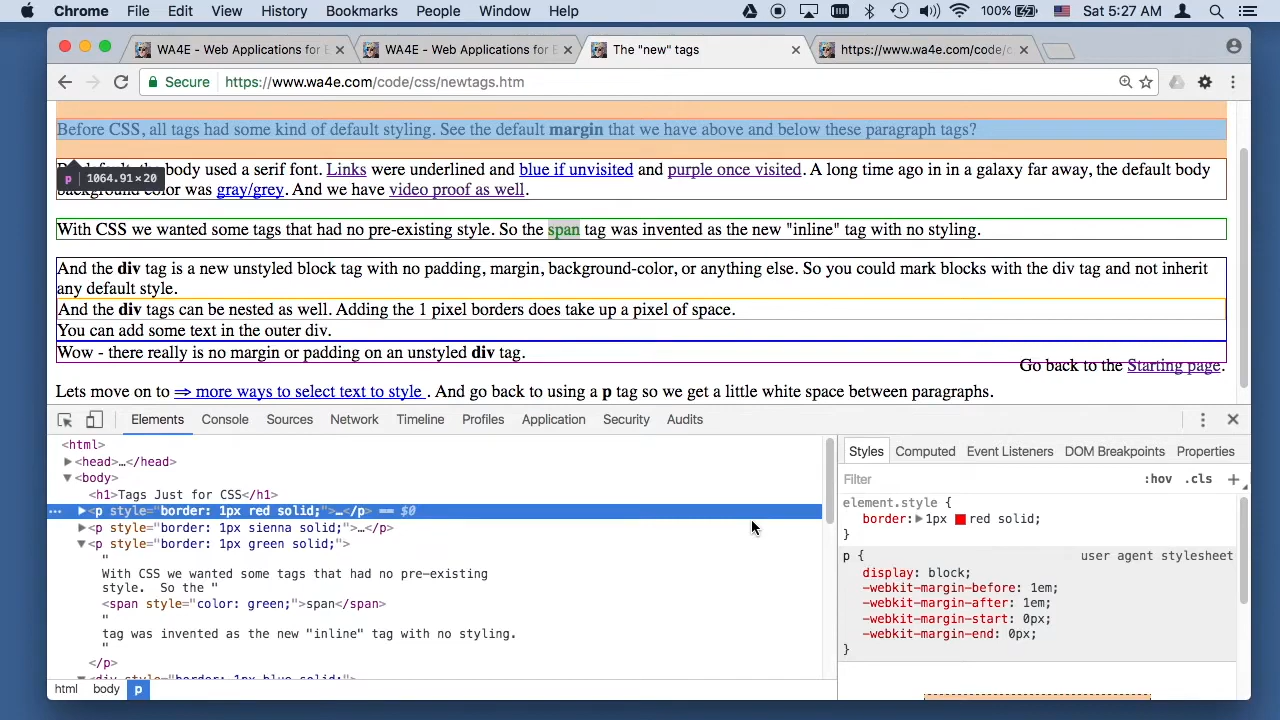 Chrome File Edit View History Bookmarks People Window Help 100% Sat 5:27 AM
WA4E - Web Applications for E WA4E - Web Applications for E The "new" tags https://www.wa4e.com/code/c
Secure https://www.wa4e.com/code/css/newtags.htm
Before CSS, all tags had some kind of default styling. See the default margin that we have above and below these paragraph tags?
the body used a serif font. Links were underlined and blue if unvisited and purple once visited. A long time ago in in a galaxy far away, the default body
p 1064.91×20
color was gray/grey. And we have video proof as well.
With CSS we wanted some tags that had no pre-existing style. So the span tag was invented as the new "inline" tag with no styling.
And the div tag is a new unstyled block tag with no padding, margin, background-color, or anything else. So you could mark blocks with the div tag and not inherit
any default style.
And the div tags can be nested as well. Adding the 1 pixel borders does take up a pixel of space.
You can add some text in the outer div.
Wow - there really is no margin or padding on an unstyled div tag.
Go back to the Starting page.
Lets move on to ⇒ more ways to select text to style . And go back to using a p tag so we get a little white space between paragraphs.
Elements Console Sources Network Timeline Profiles Application Security Audits
<html>
<head>…</head>
<body>
<h1>Tags Just for CSS</h1>
<p style="border: 1px red solid;">…</p> == $0
<p style="border: 1px sienna solid;">…</p>
<p style="border: 1px green solid;">
"
With CSS we wanted some tags that had no pre-existing
style. So the "
<span style="color: green;">span</span>
"
tag was invented as the new "inline" tag with no styling.
"
</p>
<div style="border: 1px blue solid;">
html body p
Styles Computed Event Listeners DOM Breakpoints Properties
Filter :hov .cls +
element.style {
border: 1px red solid;
}
p { user agent stylesheet
display: block;
-webkit-margin-before: 1em;
-webkit-margin-after: 1em;
-webkit-margin-start: 0px;
-webkit-margin-end: 0px;
}